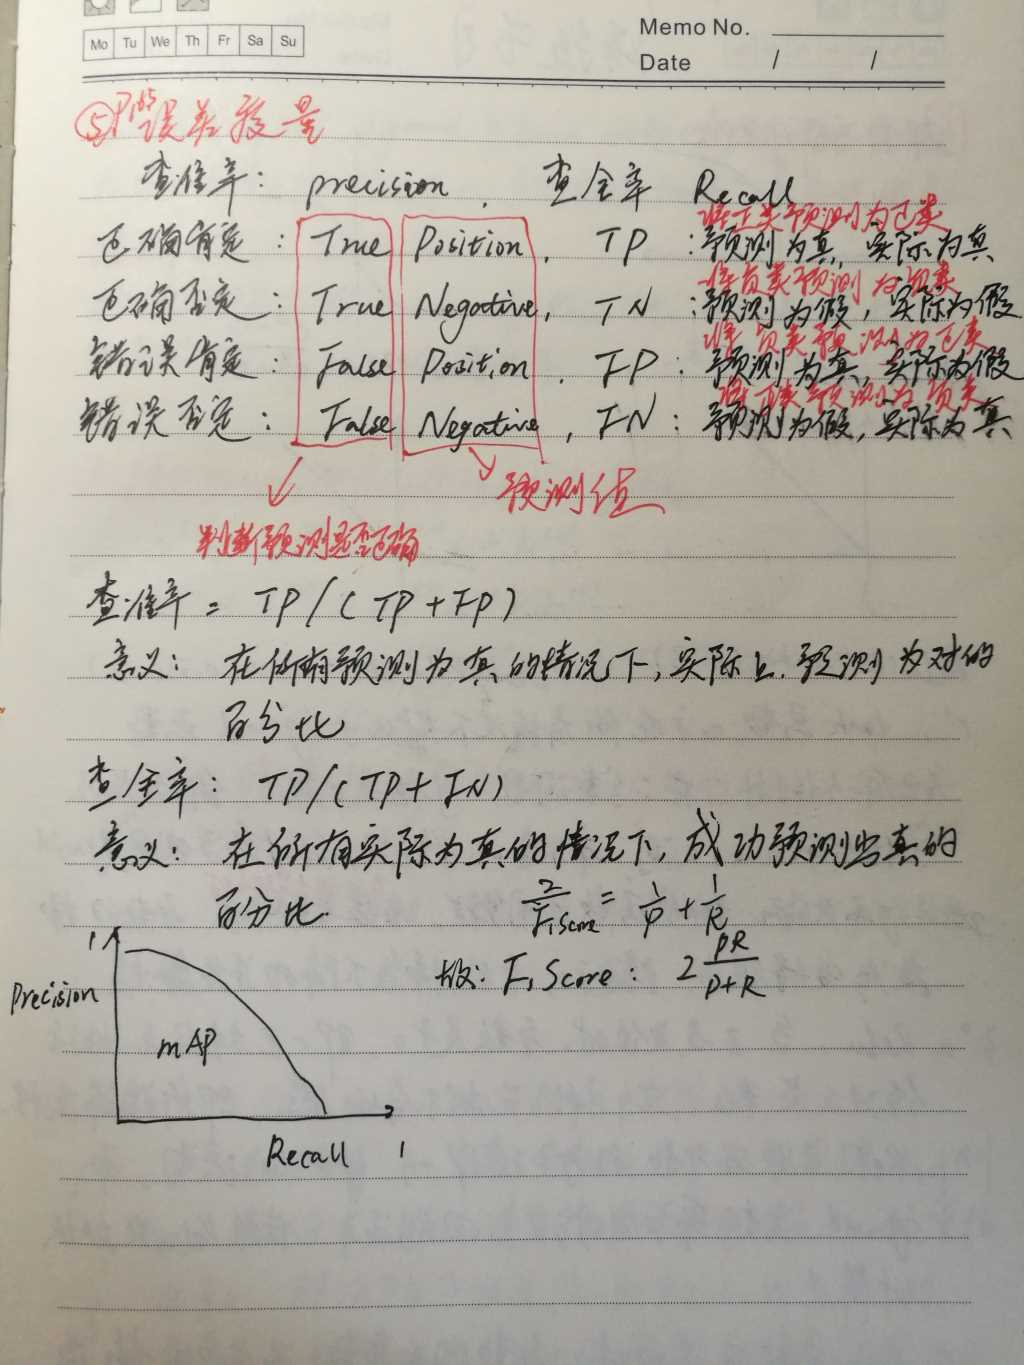 Memo No.
Mo Tu We Th Fr Sa Su
Date / /
⑤P165 误差度量
查准率: precision, 查全率 Recall
将正类预测为正类
正确肯定: True Position, TP :预测为真, 实际为真
将负类预测为负类
正确否定: True Negative, TN :预测为假, 实际为假
将负类预测为正类
错误肯定: False Position, FP: 预测为真, 实际为假
将正类预测为负类
错误否定: False Negative, FN: 预测为假, 实际为真
预测值
判断预测是否正确
查准率 = TP/(TP+FP)
意义: 在所有预测为真的情况下, 实际上预测为对的
百分比
查全率: TP/(TP+FN)
意义: 在所有实际为真的情况下, 成功预测出真的
百分比.
2/F₁score = 1/P + 1/R
故: F₁Score: 2 PR/P+R
1
Precision
mAP
Recall 1